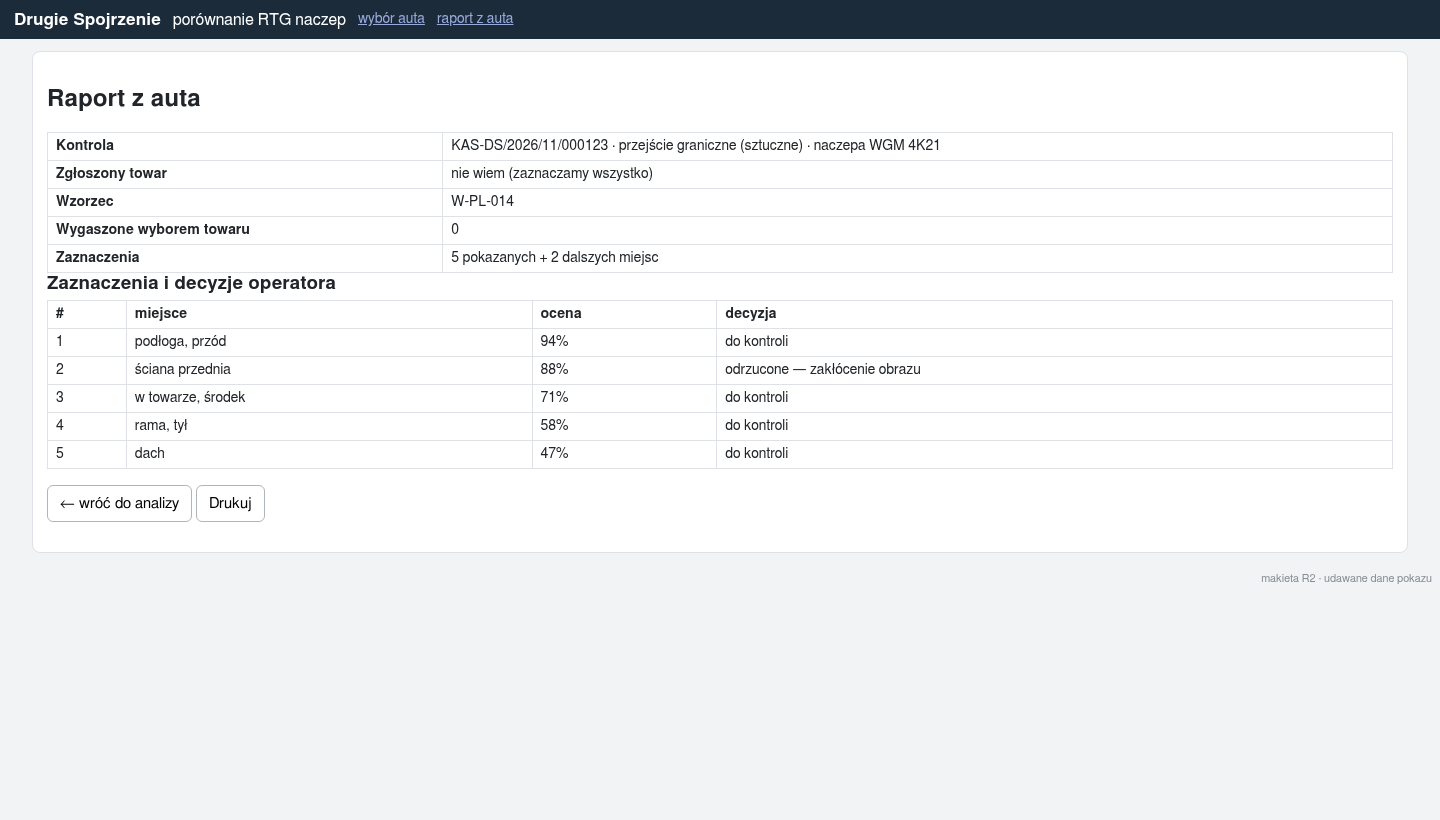 Drugie Spojrzenie porównanie RTG naczep wybór auta raport z auta
Raport z auta
Kontrola KAS-DS/2026/11/000123 · przejście graniczne (sztuczne) · naczepa WGM 4K21
Zgłoszony towar nie wiem (zaznaczamy wszystko)
Wzorzec W-PL-014
Wygaszone wyborem towaru 0
Zaznaczenia 5 pokazanych + 2 dalszych miejsc
Zaznaczenia i decyzje operatora
# miejsce ocena decyzja
1 podłoga, przód 94% do kontroli
2 ściana przednia 88% odrzucone — zakłócenie obrazu
3 w towarze, środek 71% do kontroli
4 rama, tył 58% do kontroli
5 dach 47% do kontroli
← wróć do analizy Drukuj
makieta R2 · udawane dane pokazu